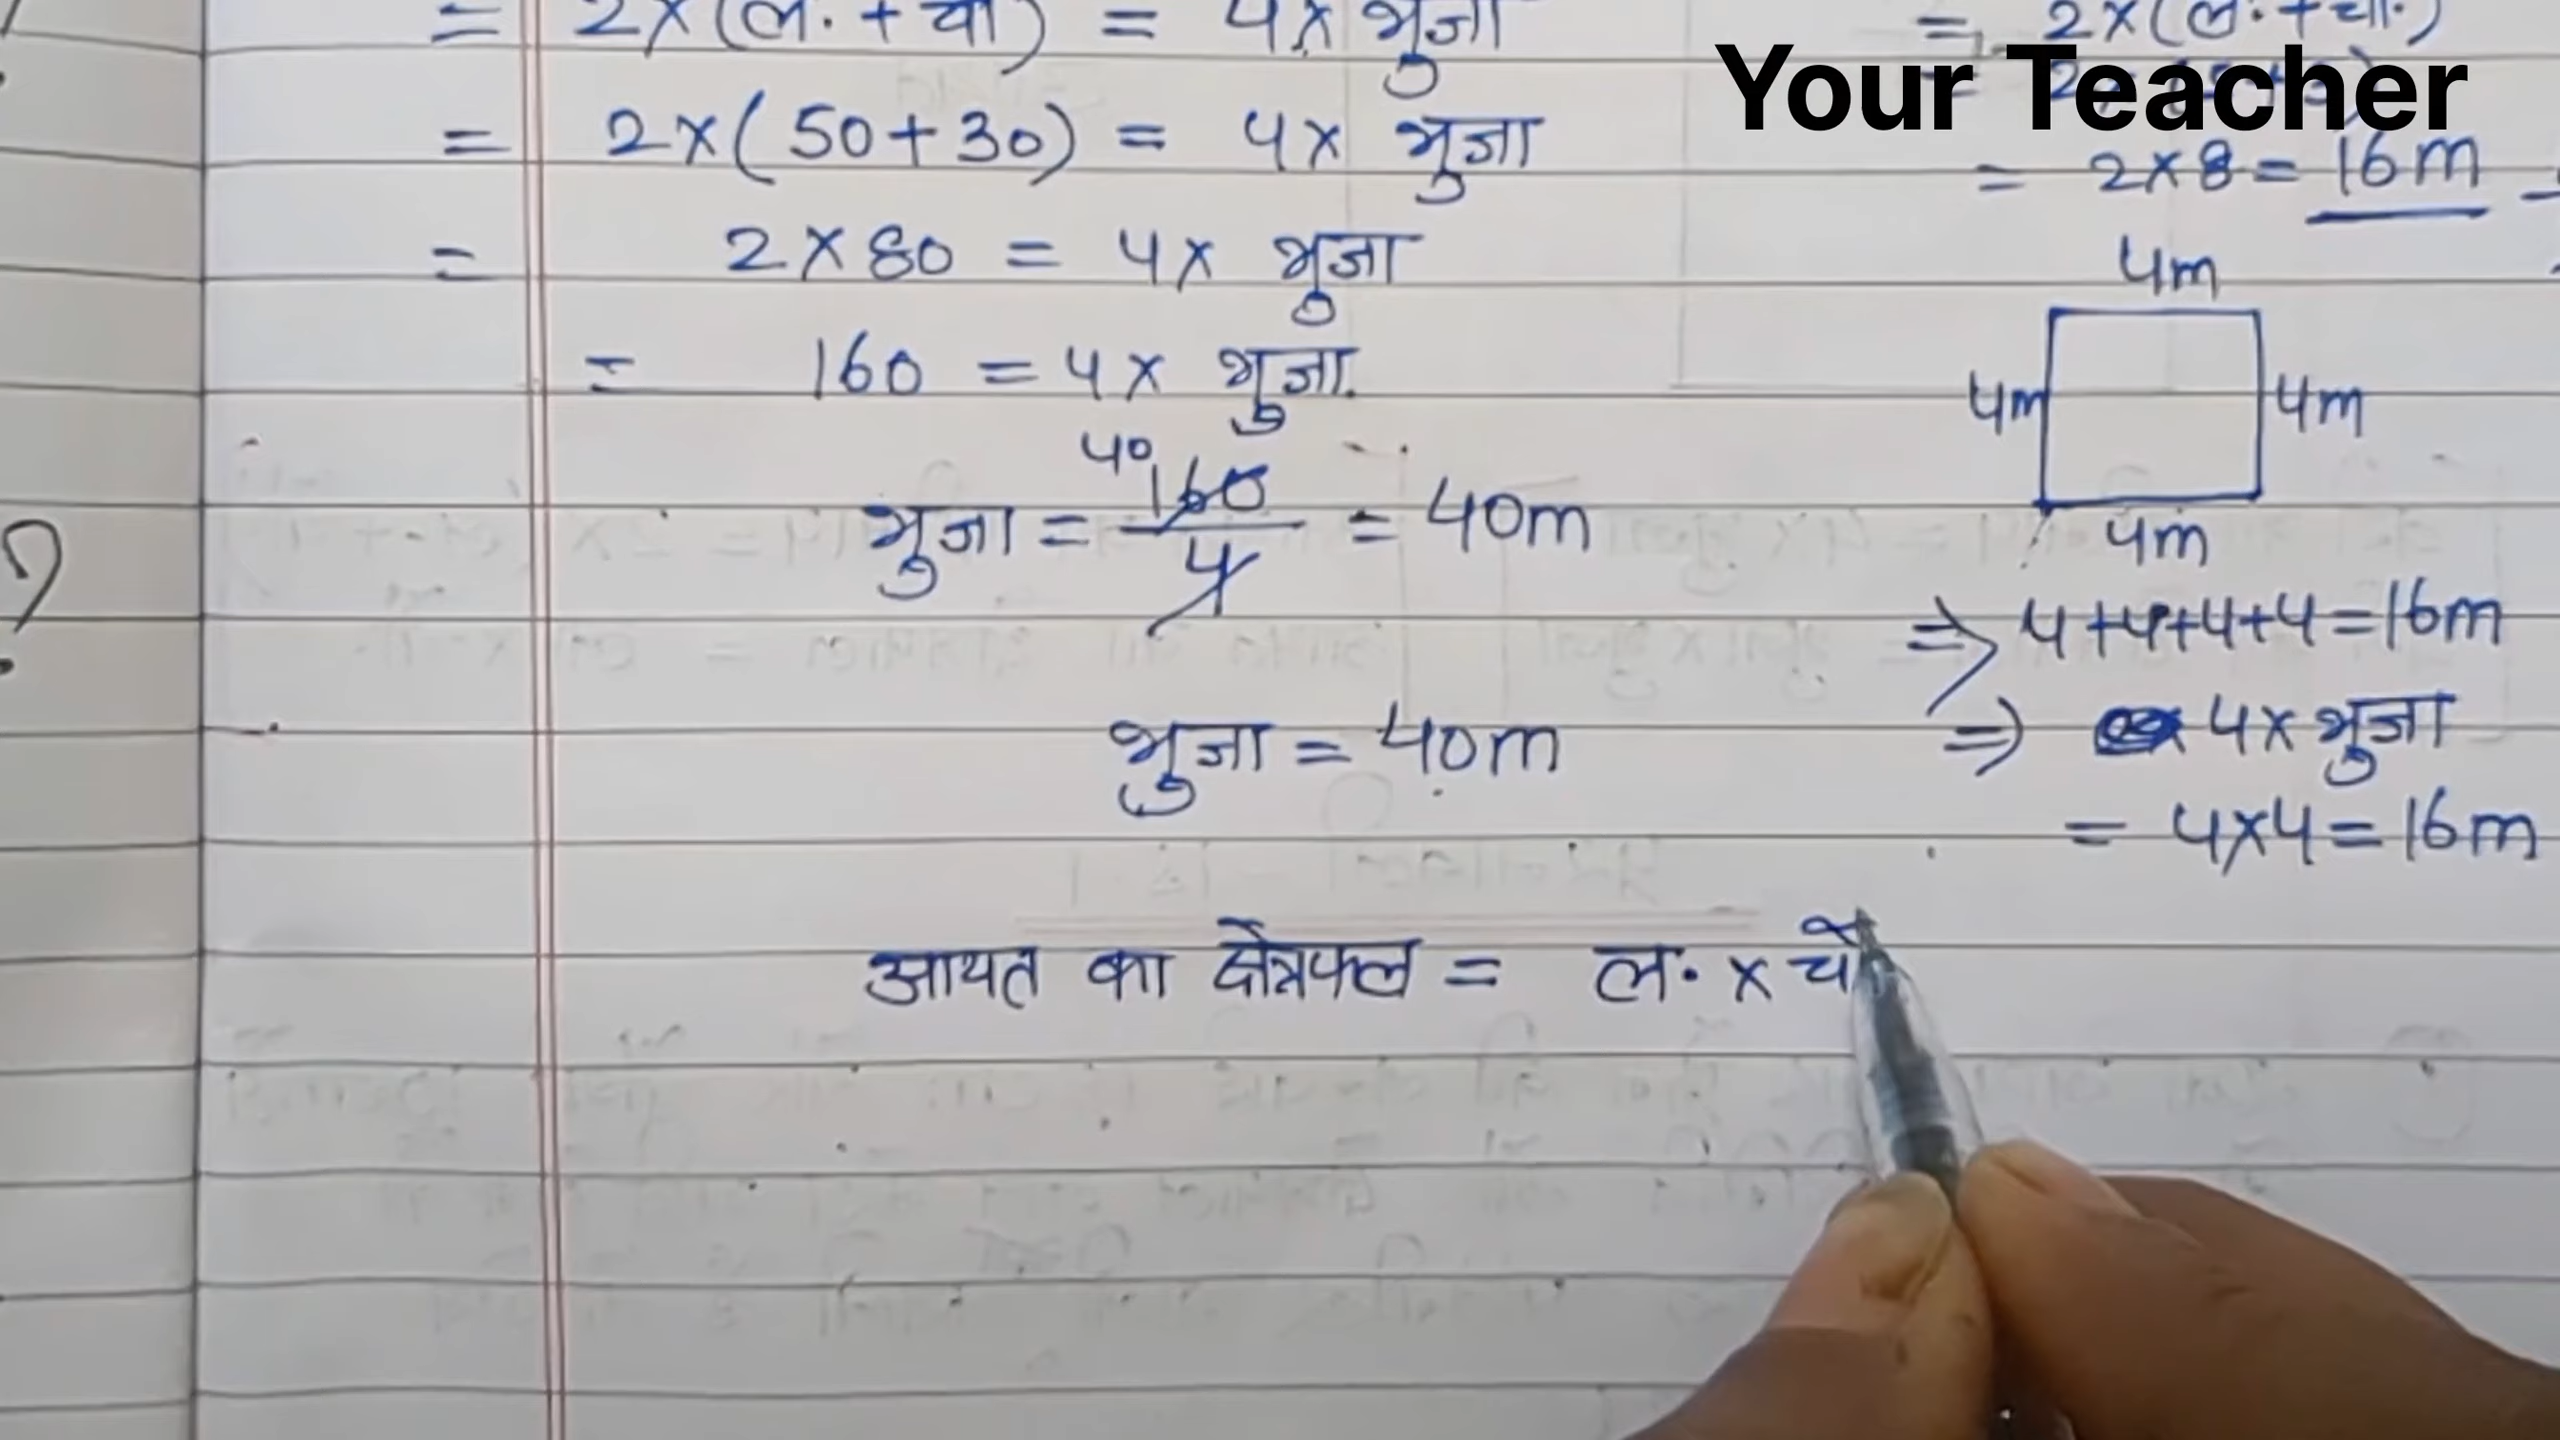 = 2×(ल. + चौ) = 4× भुजा
= 2×(50+30) = 4× भुजा
= 2×80 = 4× भुजा
= 160 = 4× भुजा.
40
भुजा = 160/4 = 40m
भुजा = 40m
आयत का क्षेत्रफल = ल. × चौ
= 2×(ल.+चौ.)
Your Teacher
= 2×8 = 16m
4m
4m
4m
4m
⇒ 4+4+4+4=16m
⇒ 4× भुजा
= 4×4=16m
?